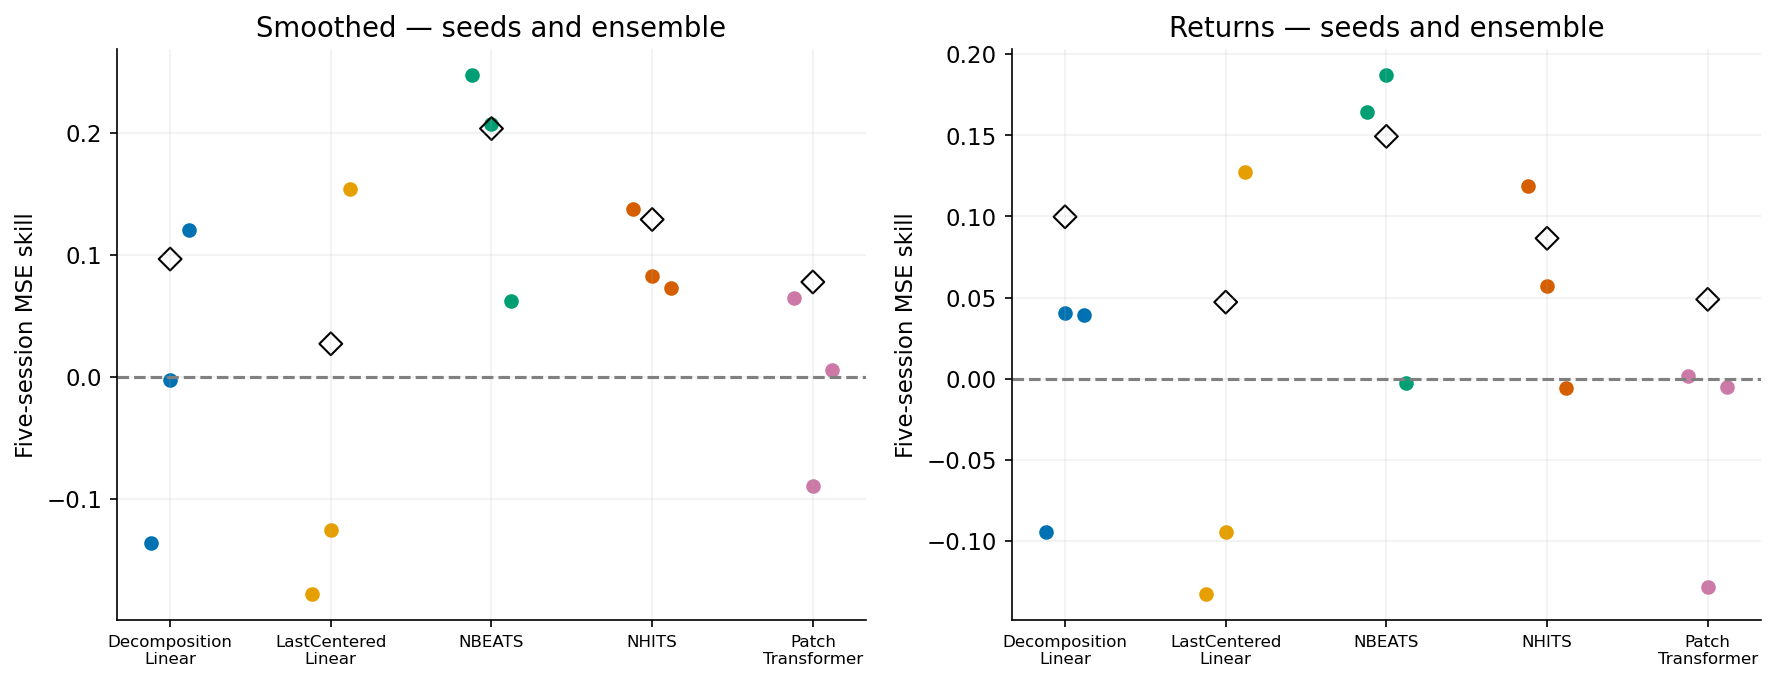 Smoothed — seeds and ensemble
Five-session MSE skill
0.2
0.1
0.0
−0.1
Decomposition
Linear
LastCentered
Linear
NBEATS
NHITS
Patch
Transformer
Returns — seeds and ensemble
Five-session MSE skill
0.20
0.15
0.10
0.05
0.00
−0.05
−0.10
Decomposition
Linear
LastCentered
Linear
NBEATS
NHITS
Patch
Transformer